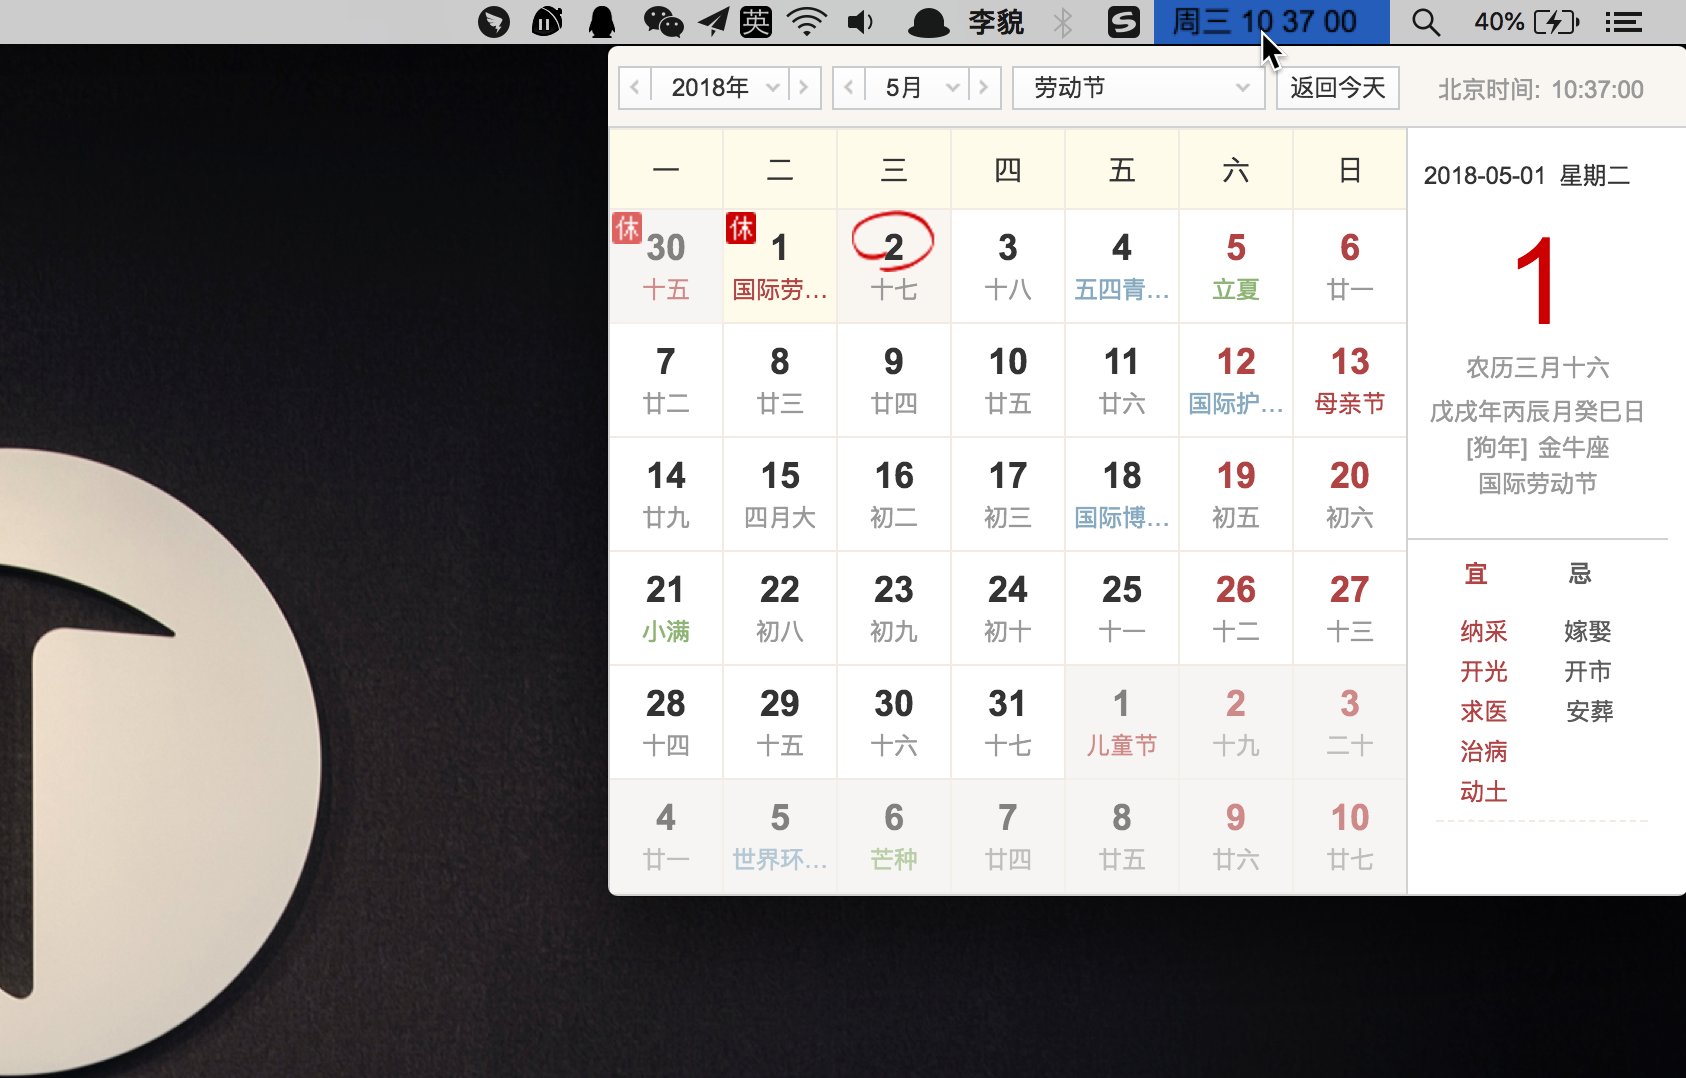 英 李貌 周三 10 37 00 40%
2018年 5月 劳动节 返回今天 北京时间: 10:37:00
一 二 三 四 五 六 日
休 30 休 1 2 3 4 5 6
十五 国际劳... 十七 十八 五四青... 立夏 廿一
7 8 9 10 11 12 13
廿二 廿三 廿四 廿五 廿六 国际护... 母亲节
14 15 16 17 18 19 20
廿九 四月大 初二 初三 国际博... 初五 初六
21 22 23 24 25 26 27
小满 初八 初九 初十 十一 十二 十三
28 29 30 31 1 2 3
十四 十五 十六 十七 儿童节 十九 二十
4 5 6 7 8 9 10
廿一 世界环... 芒种 廿四 廿五 廿六 廿七
2018-05-01 星期二
1
农历三月十六
戊戌年丙辰月癸巳日
[狗年] 金牛座
国际劳动节
宜 忌
纳采 嫁娶
开光 开市
求医 安葬
治病
动土